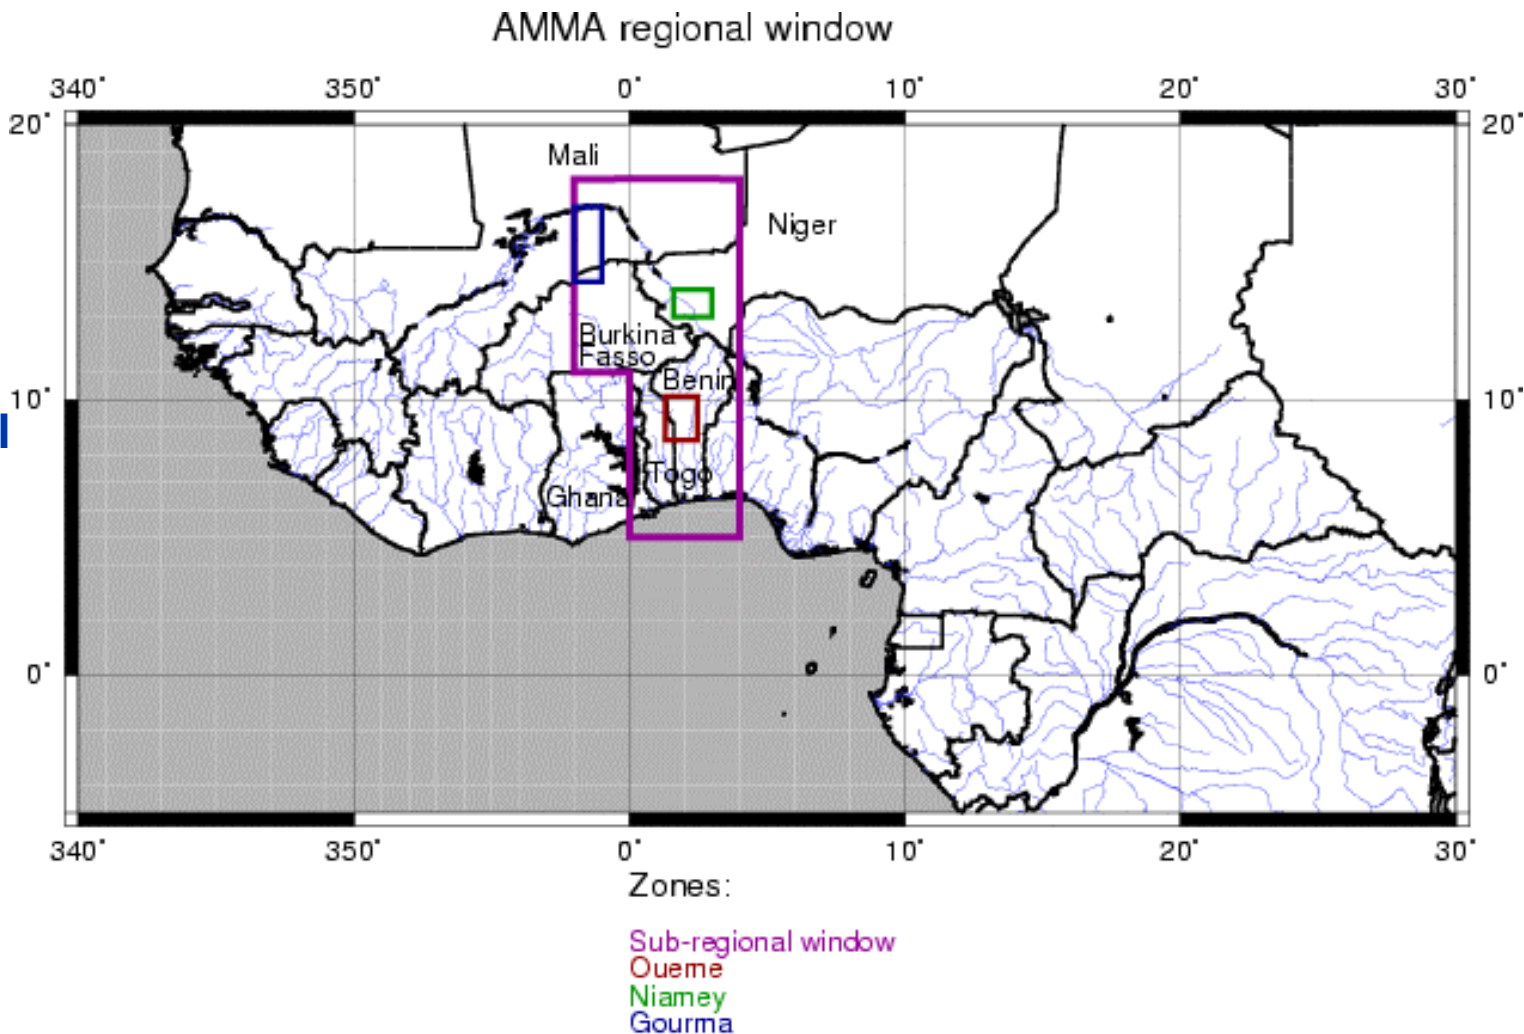 AMMA regional window
340° 350° 0° 10° 20° 30°
20° 20°
Mali
Niger
Burkina
Fasso
Benin
10° 10°
Togo
Ghana
0° 0°
340° 350° 0° 10° 20° 30°
Zones:
Sub-regional window
Oueme
Niamey
Gourma